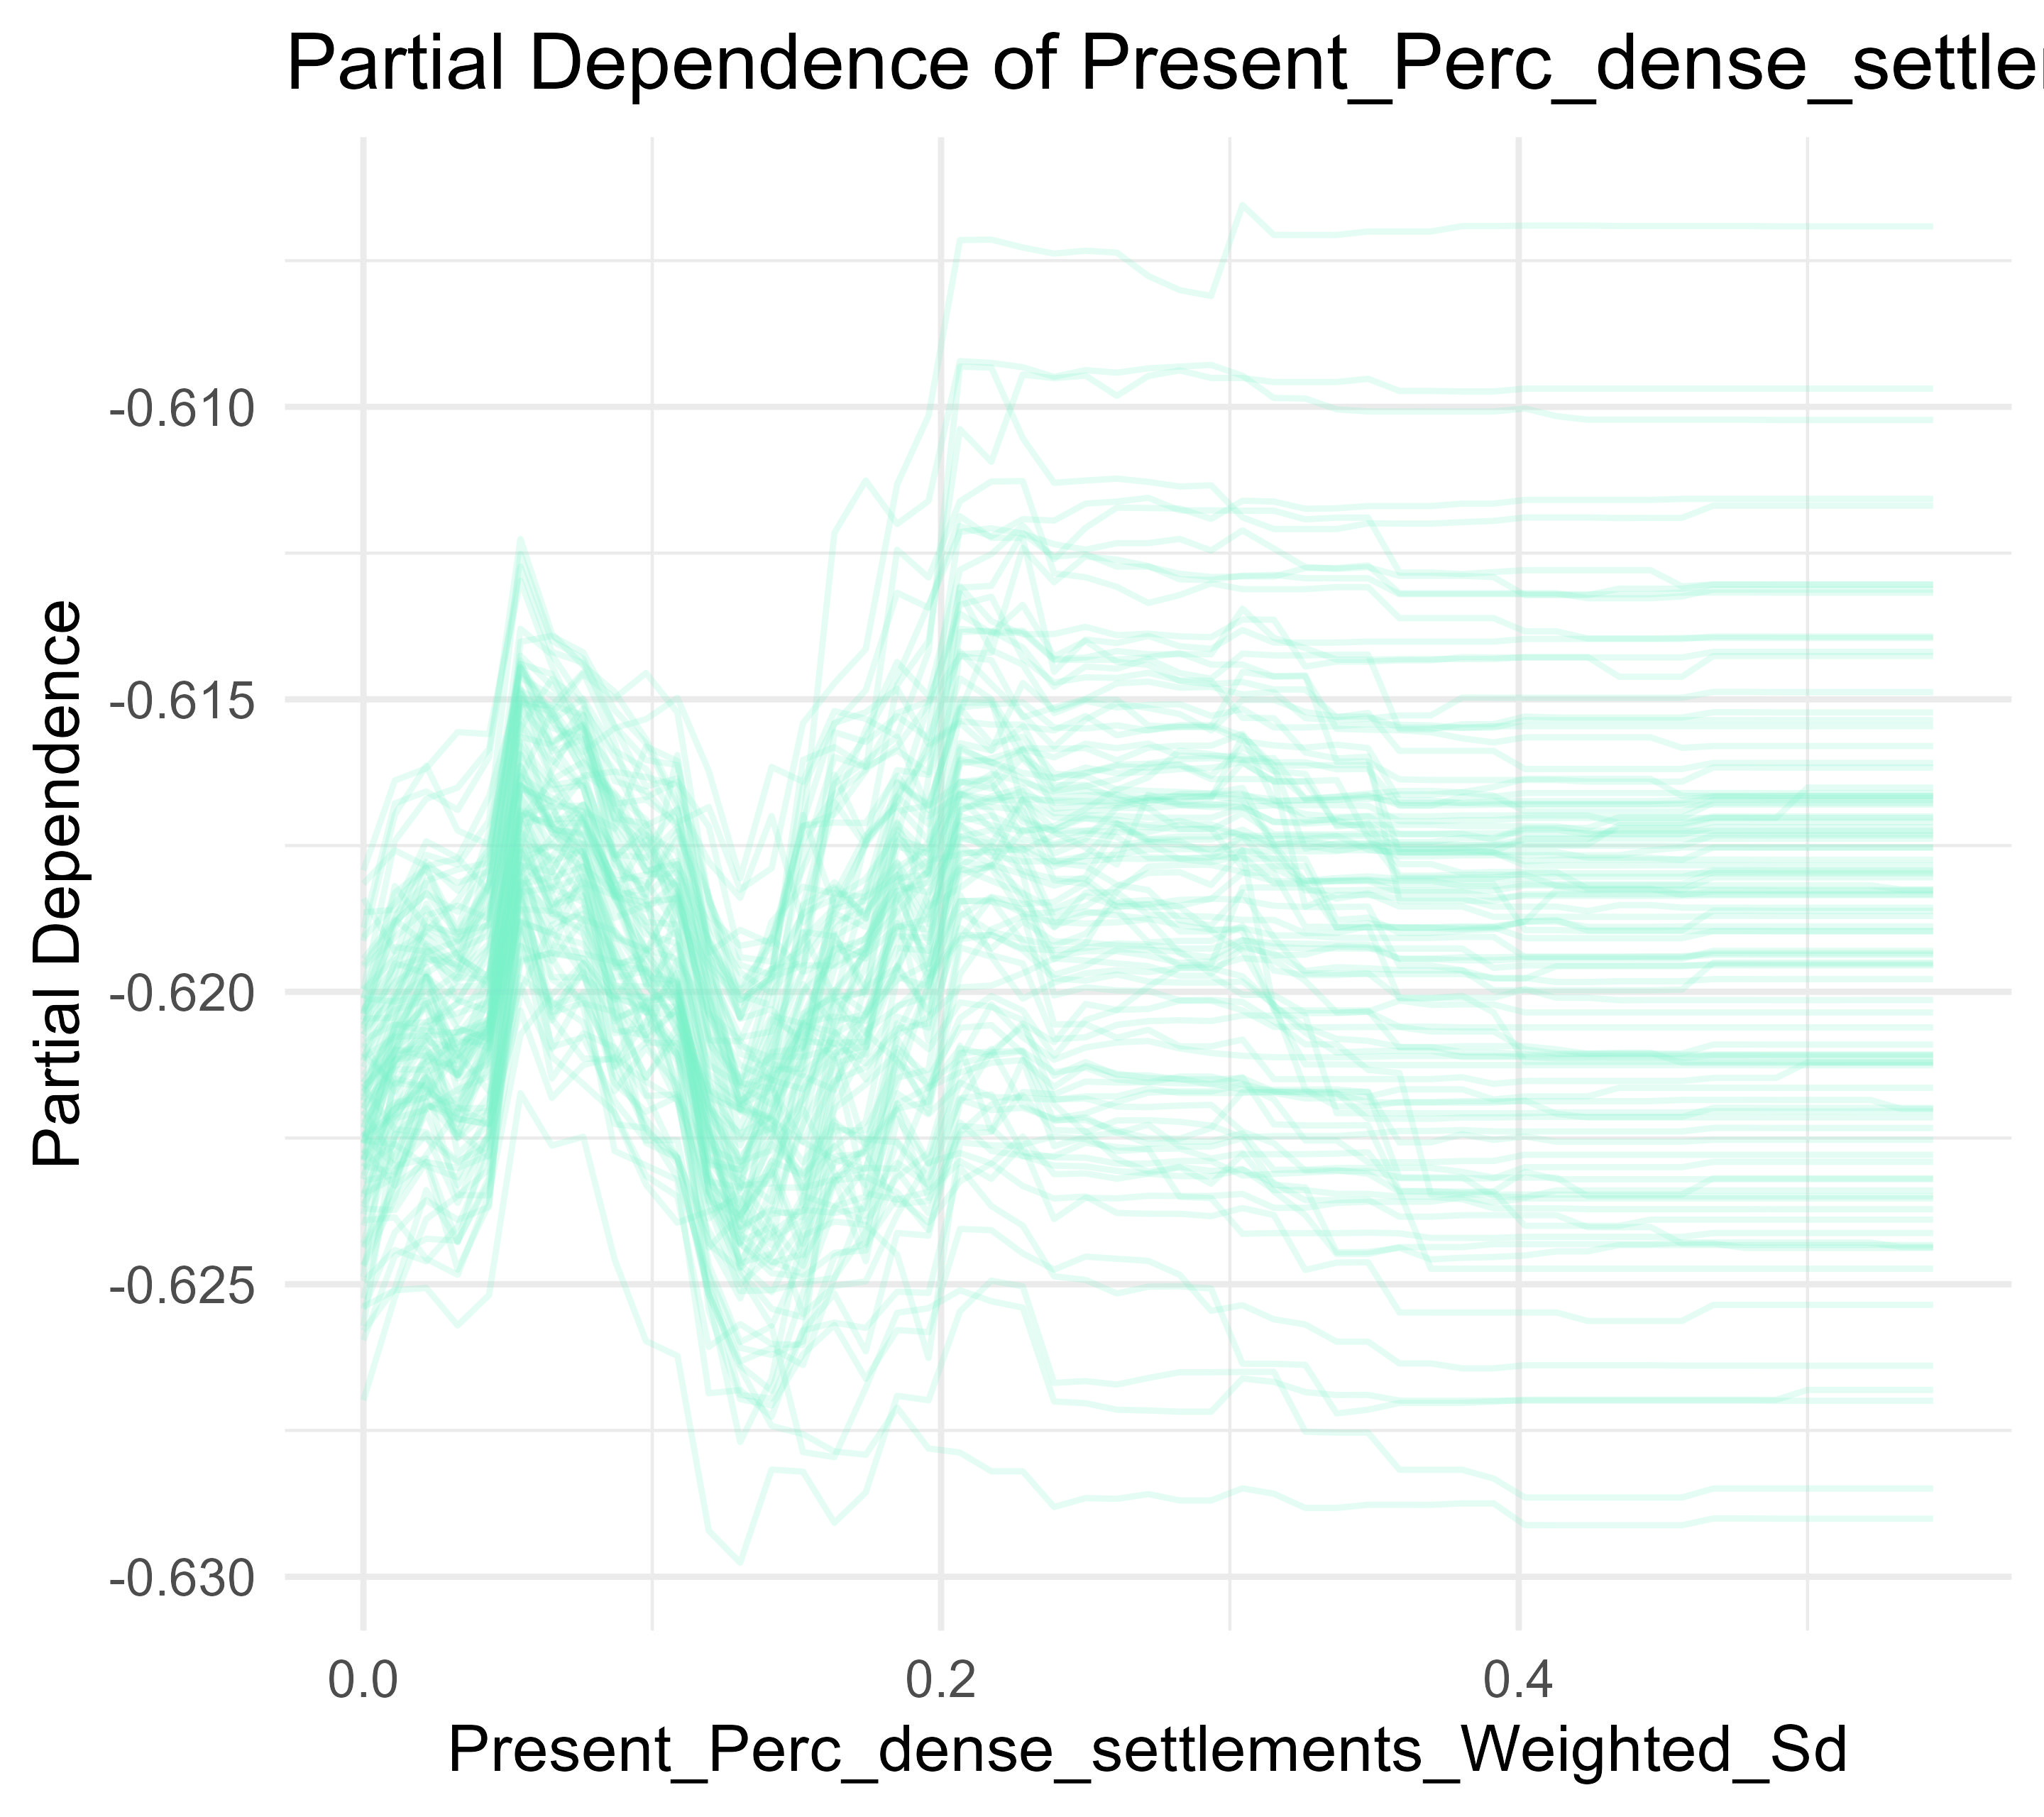 Partial Dependence of Present_Perc_dense_settle
Partial Dependence
-0.610
-0.615
-0.620
-0.625
-0.630
0.0
0.2
0.4
Present_Perc_dense_settlements_Weighted_Sd